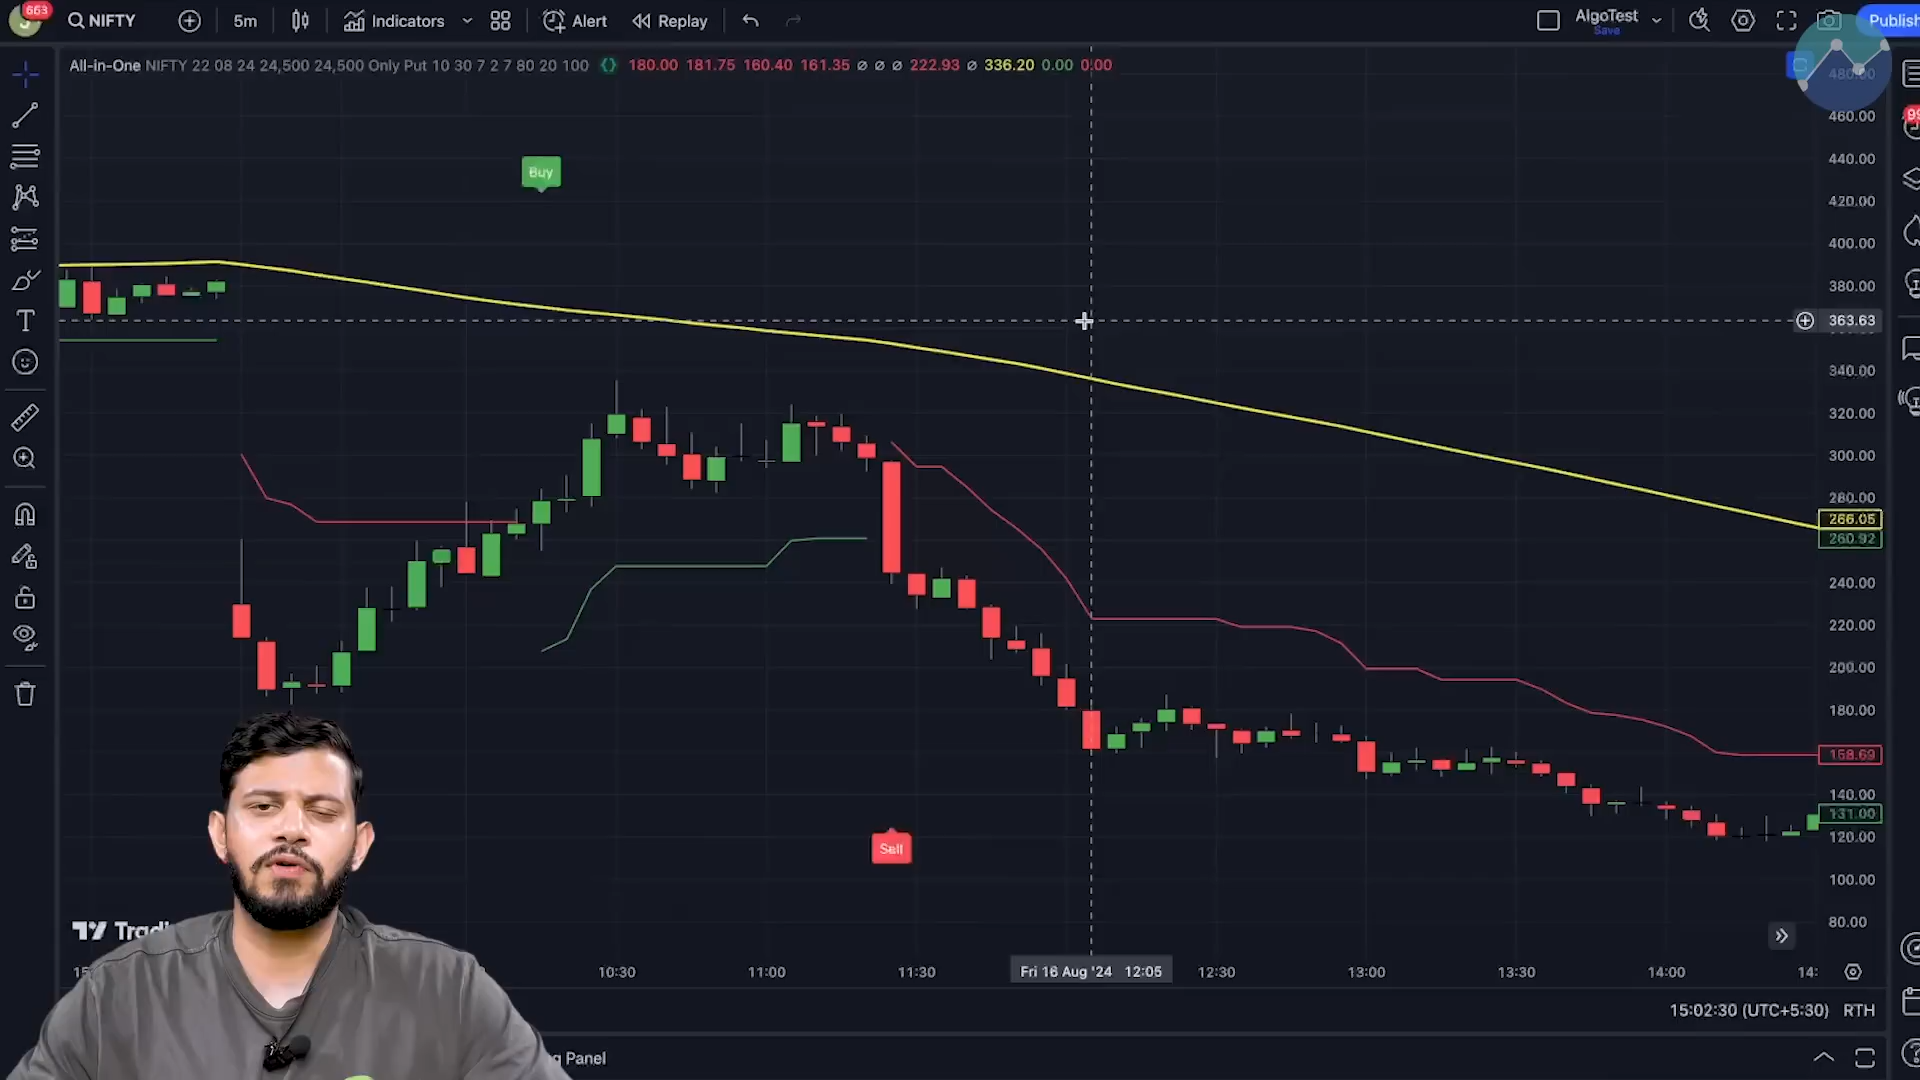 663
NIFTY
5m
Indicators
Alert
Replay
AlgoTest
Save
Publish
All-in-One NIFTY 22 08 24 24,500 24,500 Only Put 10 30 7 2 7 80 20 100 180.00 181.75 160.40 161.35 ∅ ∅ ∅ 222.93 ∅ 336.20 0.00 0.00
480.00
460.00
99
440.00
Buy
420.00
400.00
380.00
363.63
340.00
320.00
300.00
280.00
266.05
260.92
240.00
220.00
200.00
180.00
158.69
140.00
131.00
120.00
Sell
100.00
80.00
10:30
11:00
11:30
Fri 16 Aug '24 12:05
12:30
13:00
13:30
14:00
14:
15:02:30 (UTC+5:30) RTH
Panel